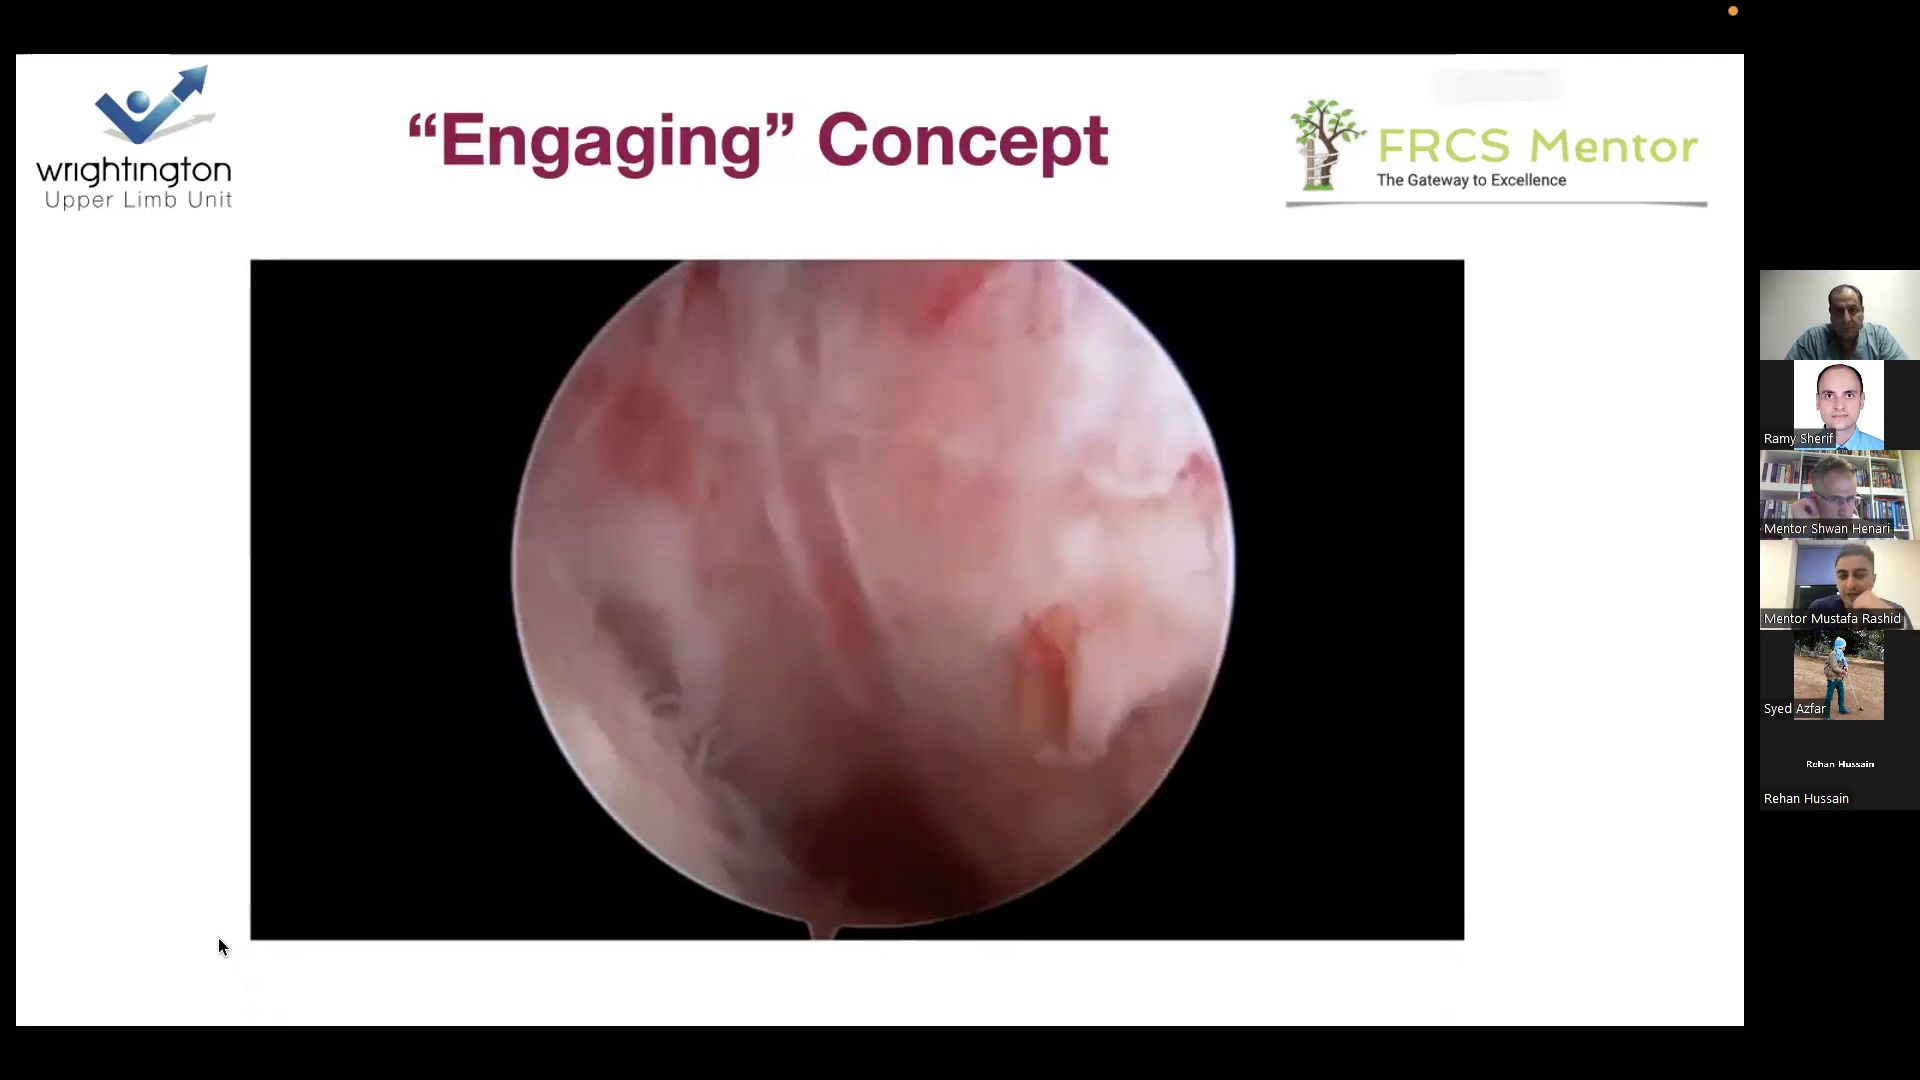 wrightington
Upper Limb Unit
“Engaging” Concept
FRCS Mentor
The Gateway to Excellence
Ramy Sherif
Mentor Shwan Henari
Mentor Mustafa Rashid
Syed Azfar
Rehan Hussain
Rehan Hussain